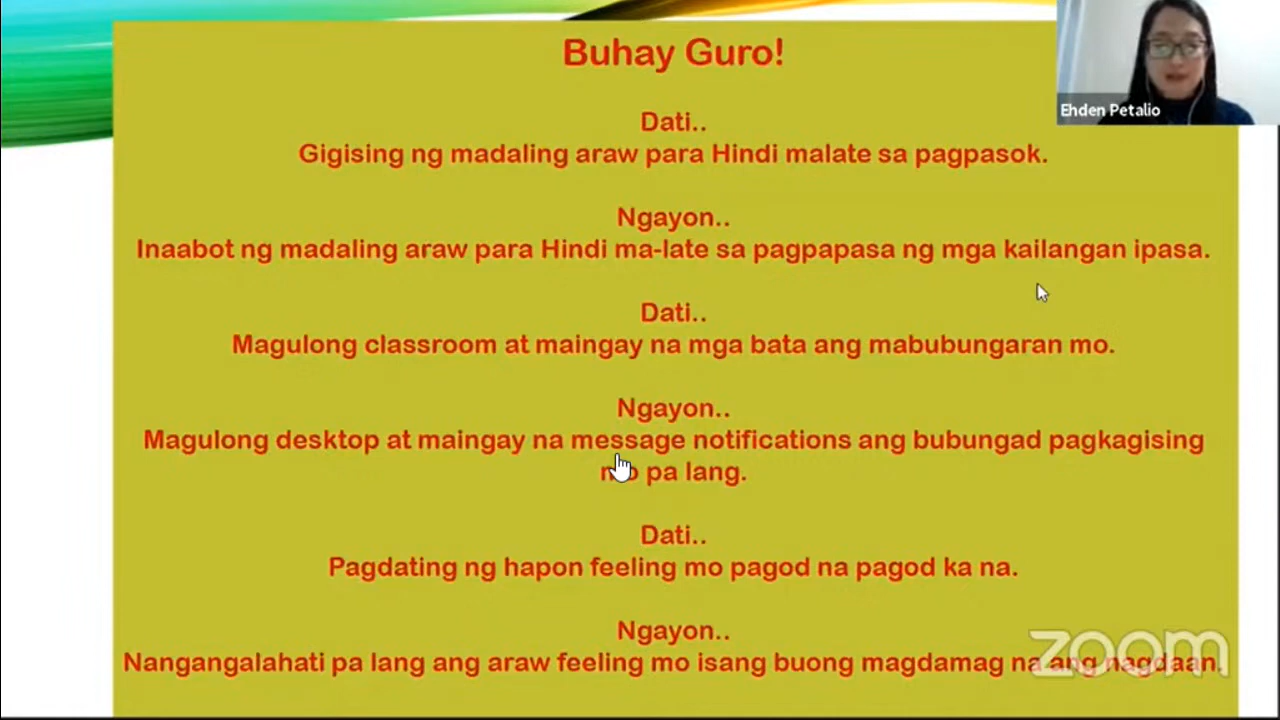 Buhay Guro!
Dati..
Gigising ng madaling araw para Hindi malate sa pagpasok.
Ngayon..
Inaabot ng madaling araw para Hindi ma-late sa pagpapasa ng mga kailangan ipasa.
Dati..
Magulong classroom at maingay na mga bata ang mabubungaran mo.
Ngayon..
Magulong desktop at maingay na message notifications ang bubungad pagkagising
mo pa lang.
Dati..
Pagdating ng hapon feeling mo pagod na pagod ka na.
Ngayon..
Nangangalahati pa lang ang araw feeling mo isang buong magdamag na ang nagdaan.
Ehden Petalio
zoom